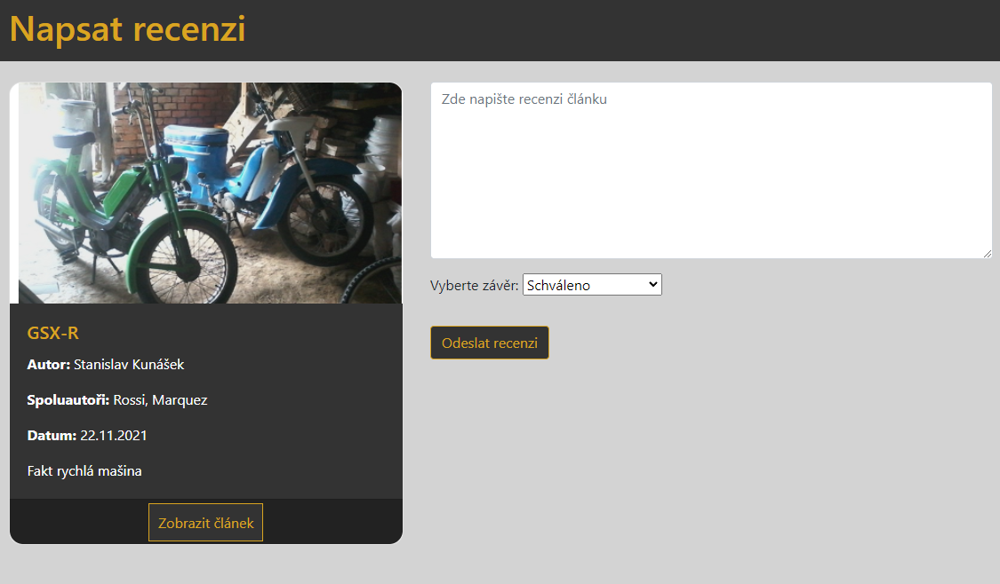 Napsat recenzi
GSX-R
Autor: Stanislav Kunášek
Spoluautoři: Rossi, Marquez
Datum: 22.11.2021
Fakt rychlá mašina
Zobrazit článek
Zde napište recenzi článku
Vyberte závěr: Schváleno
Odeslat recenzi